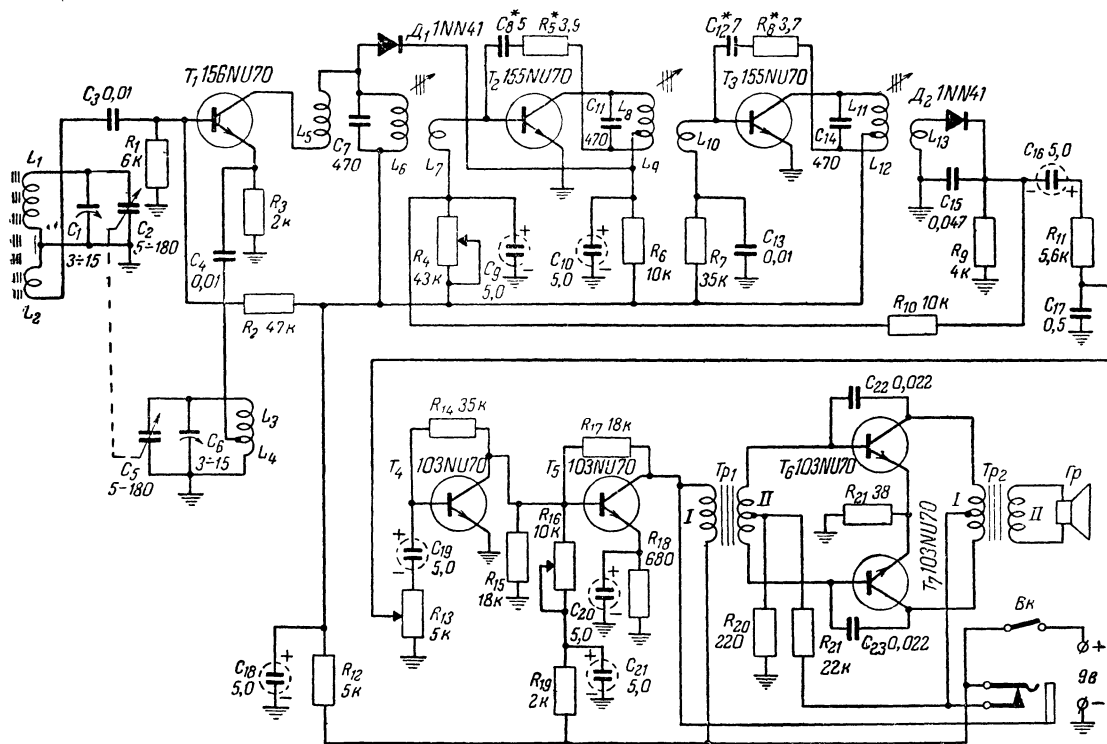 C₈* 5 R₅* 3,9
C₁₂* 7 R₈* 3,7
Д₁ 1NN41
T₁ 156NU70
T₂ 155NU70
T₃ 155NU70
C₃ 0,01
L₅
C₇
470
L₆
L₇
C₁₁
470
L₈
L₉
L₁₀
C₁₄
470
L₁₁
L₁₂
Д₂ 1NN41
L₁₃
C₁₆ 5,0
- +
R₁
6к
L₁
L₂
C₁
3÷15
C₂
5÷180
R₃
2к
C₄
0,01
R₂ 47к
R₄
43к
C₉
5,0
+
-
C₁₀
5,0
+
-
R₆
10к
R₇
35к
C₁₃
0,01
C₁₅
0,047
R₉
4к
R₁₁
5,6к
C₁₇
0,5
R₁₀ 10к
C₅
5-180
C₆
3÷15
L₃
L₄
R₁₄ 35к
T₄
103NU70
R₁₇ 18к
T₅ 103NU70
C₁₉
5,0
+
-
R₁₃
5к
R₁₅
18к
R₁₆
10к
R₁₈
680
C₂₀
5,0
+
C₂₁
5,0
+
-
R₁₉
2к
C₁₈
5,0
+
-
R₁₂
5к
Тр₁
I
II
C₂₂ 0,022
T₆ 103NU70
R₂₁ 38
T₇ 103NU70
C₂₃ 0,022
R₂₀
220
R₂₁
22к
Тр₂
I
II
Гр
Вк
+
9в
-